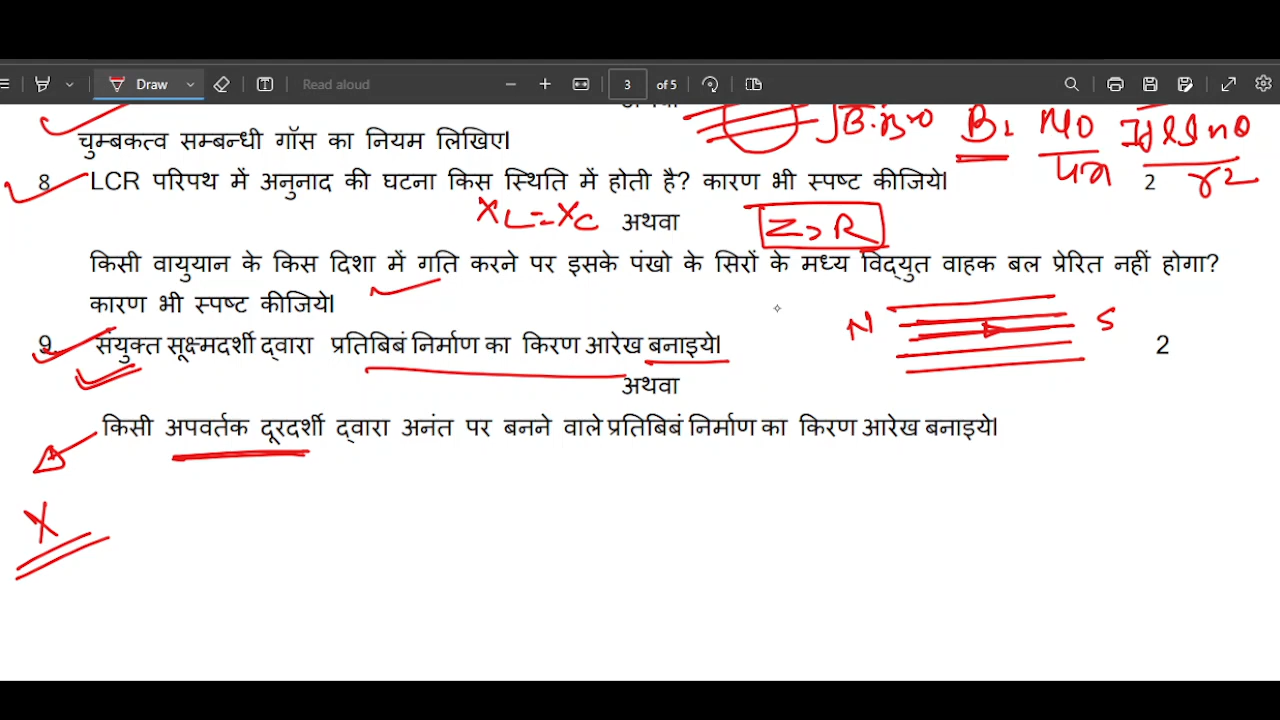 Draw
Read aloud
3 of 5
चुम्बकत्व सम्बन्धी गॉस का नियम लिखिए।
8. LCR परिपथ में अनुनाद की घटना किस स्थिति में होती है? कारण भी स्पष्ट कीजिये। 2
XL=XC अथवा
किसी वायुयान के किस दिशा में गति करने पर इसके पंखो के सिरों के मध्य विद्युत वाहक बल प्रेरित नहीं होगा?
कारण भी स्पष्ट कीजिये।
N S
9. संयुक्त सूक्ष्मदर्शी द्वारा प्रतिबिबं निर्माण का किरण आरेख बनाइये। 2
अथवा
किसी अपवर्तक दूरदर्शी द्वारा अनंत पर बनने वाले प्रतिबिबं निर्माण का किरण आरेख बनाइये।
X